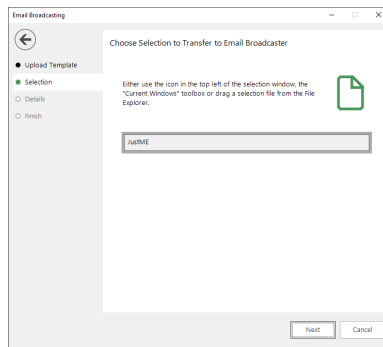 Email Broadcasting
Choose Selection to Transfer to Email Broadcaster
Upload Template
Selection
Details
Finish
Either use the icon in the top left of the selection window, the
"Current Windows" toolbox or drag a selection file from the File
Explorer.
JustME
Next
Cancel